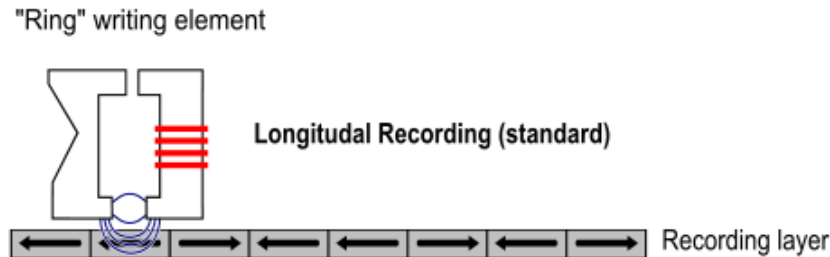 "Ring" writing element
Longitudal Recording (standard)
Recording layer